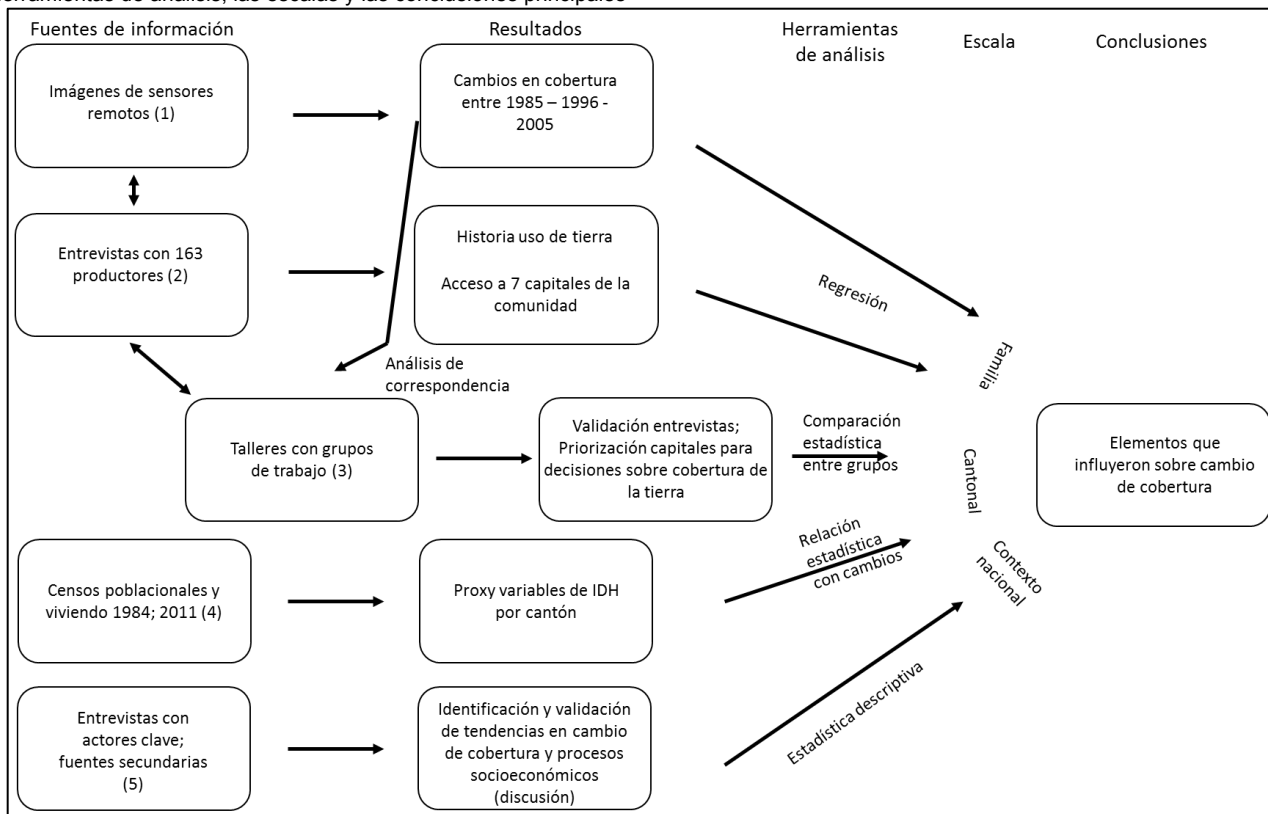 herramientas de análisis, las escalas y las conclusiones principales
Fuentes de información
Resultados
Herramientas
de análisis
Escala
Conclusiones
Imágenes de sensores
remotos (1)
Cambios en cobertura
entre 1985 – 1996 -
2005
Entrevistas con 163
productores (2)
Historia uso de tierra
Acceso a 7 capitales de la
comunidad
Regresión
Familia
Análisis de
correspondencia
Talleres con grupos
de trabajo (3)
Validación entrevistas;
Priorización capitales para
decisiones sobre cobertura de
la tierra
Comparación
estadística
entre grupos
Cantonal
Elementos que
influyeron sobre cambio
de cobertura
Censos poblacionales y
viviendo 1984; 2011 (4)
Proxy variables de IDH
por cantón
Relación
estadística
con cambios
Contexto
nacional
Entrevistas con
actores clave;
fuentes secundarias
(5)
Identificación y validación
de tendencias en cambio
de cobertura y procesos
socioeconómicos
(discusión)
Estadística descriptiva